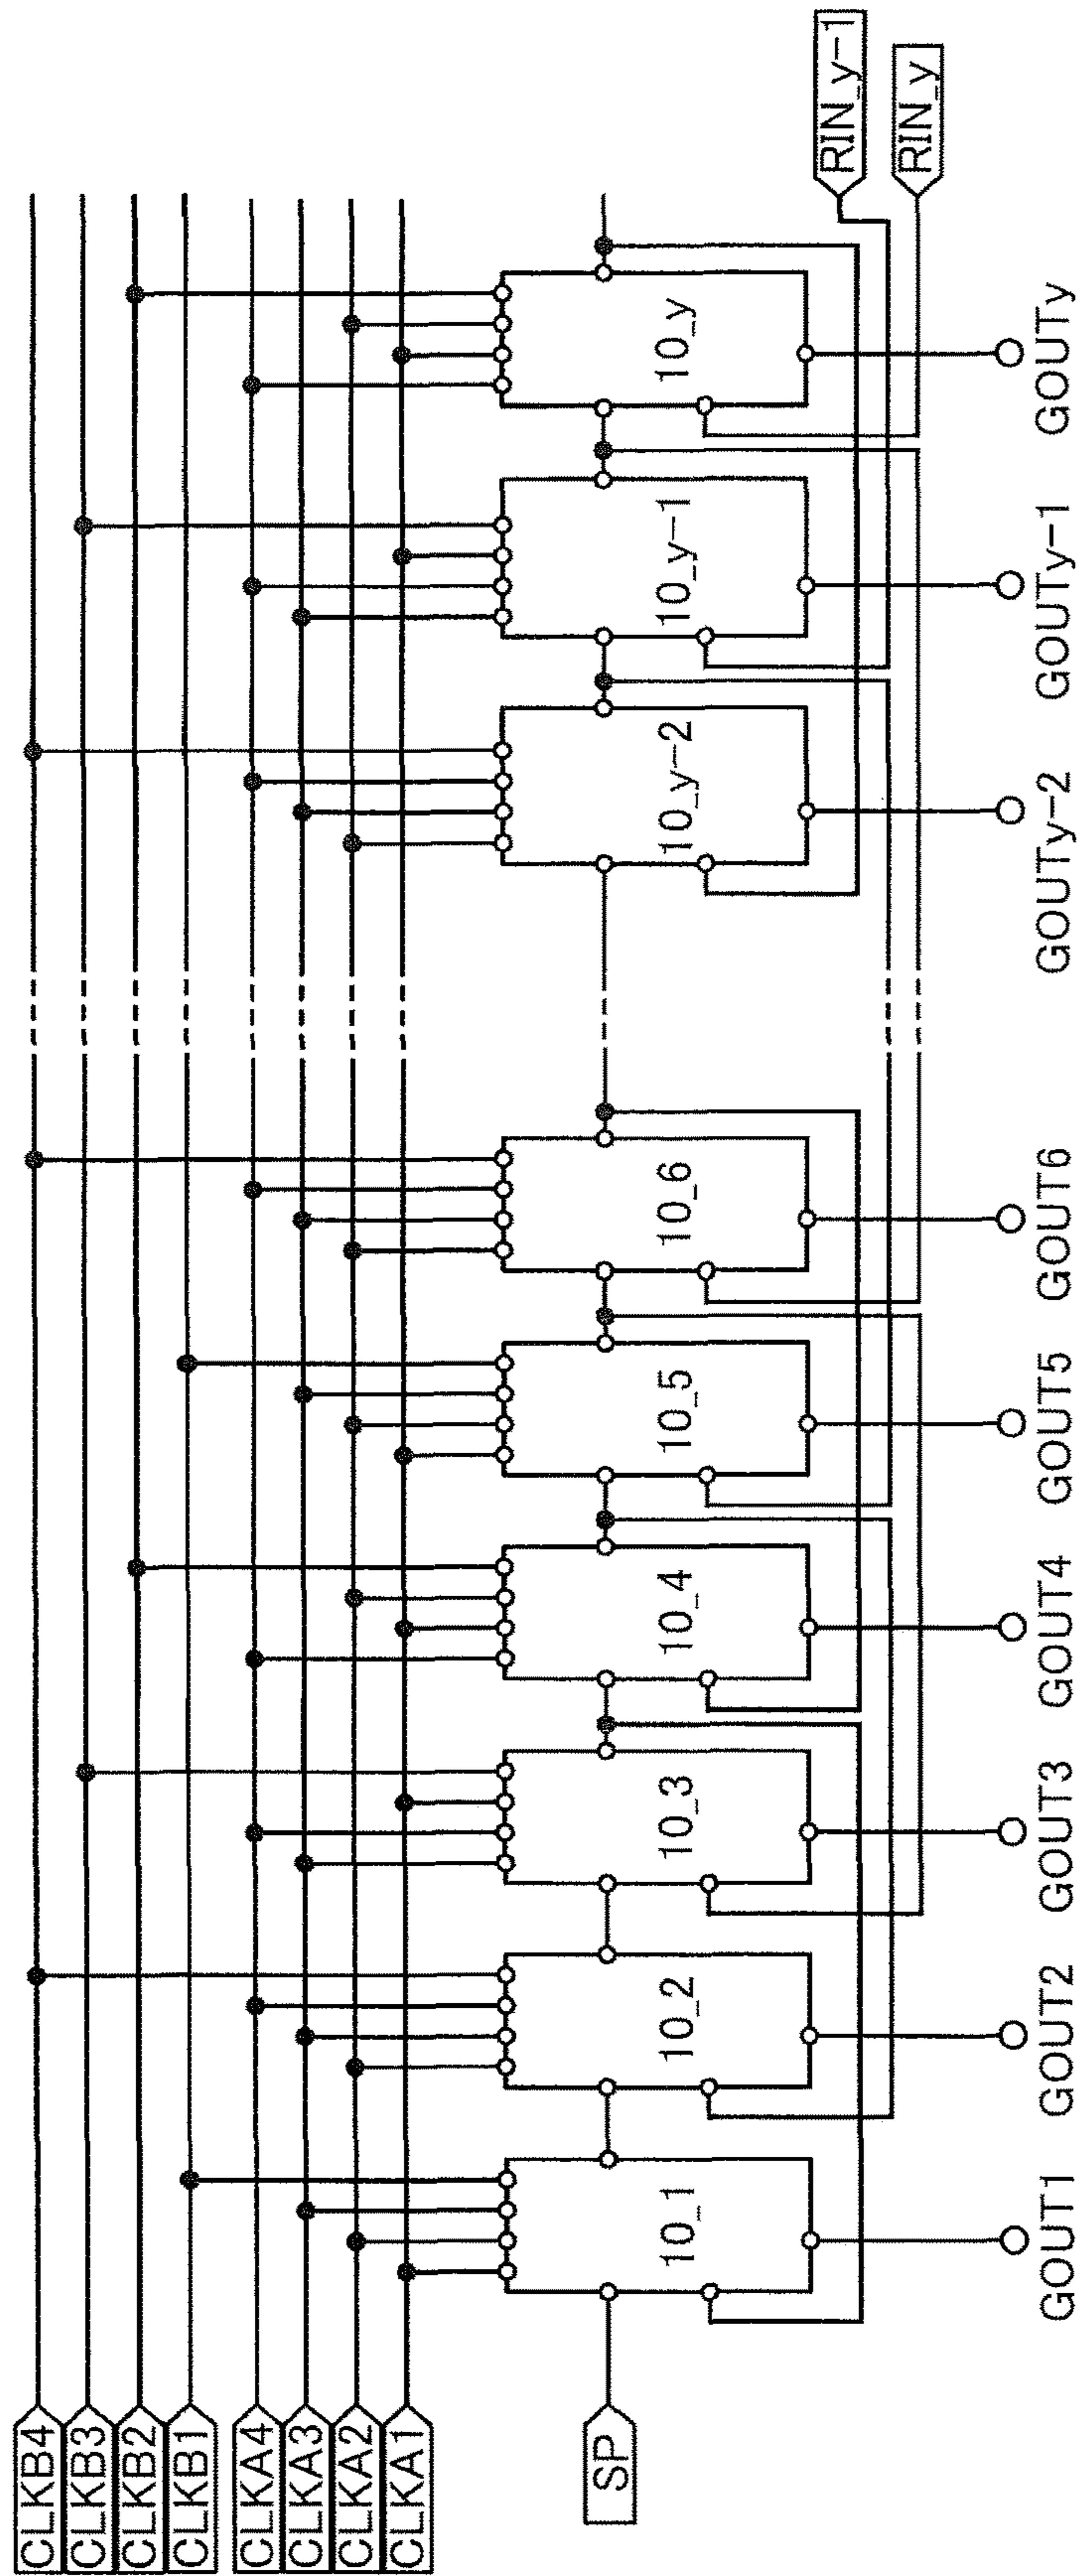 CLKB4
CLKB3
CLKB2
CLKB1
CLKA4
CLKA3
CLKA2
CLKA1
SP
10_1
10_2
10_3
10_4
10_5
10_6
10_y-2
10_y-1
10_y
RIN_y-1
RIN_y
GOUT1
GOUT2
GOUT3
GOUT4
GOUT5
GOUT6
GOUTy-2
GOUTy-1
GOUTy